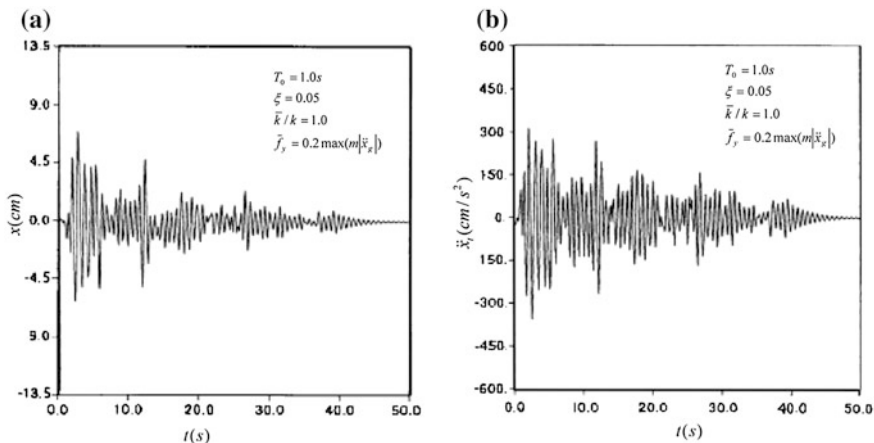 (a)
13.5
9.0
4.5
0.0
-4.5
9.0
-13.5
x(cm)
T₀ = 1.0s
ξ = 0.05
k̄ / k = 1.0
f̄ᵧ = 0.2 max(m|ẍg|)
0.0 10.0 20.0 30.0 40.0 50.0
t(s)
(b)
600
450
300
150
0
-150.
-300.
-450.
-600.
ẍₜ(cm / s²)
T₀ = 1.0s
ξ = 0.05
k̄ / k = 1.0
f̄ᵧ = 0.2 max(m|ẍg|)
0.0 10.0 20.0 30.0 40.0 50.0
t(s)